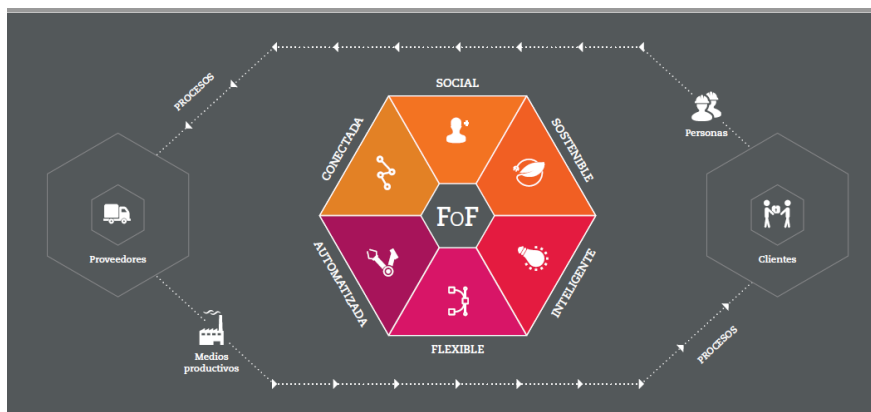 SOCIAL
PROCESOS
CONECTADA
SOSTENIBLE
Personas
FOF
Proveedores
Clientes
AUTOMATIZADA
INTELIGENTE
Medios
productivos
FLEXIBLE
PROCESOS